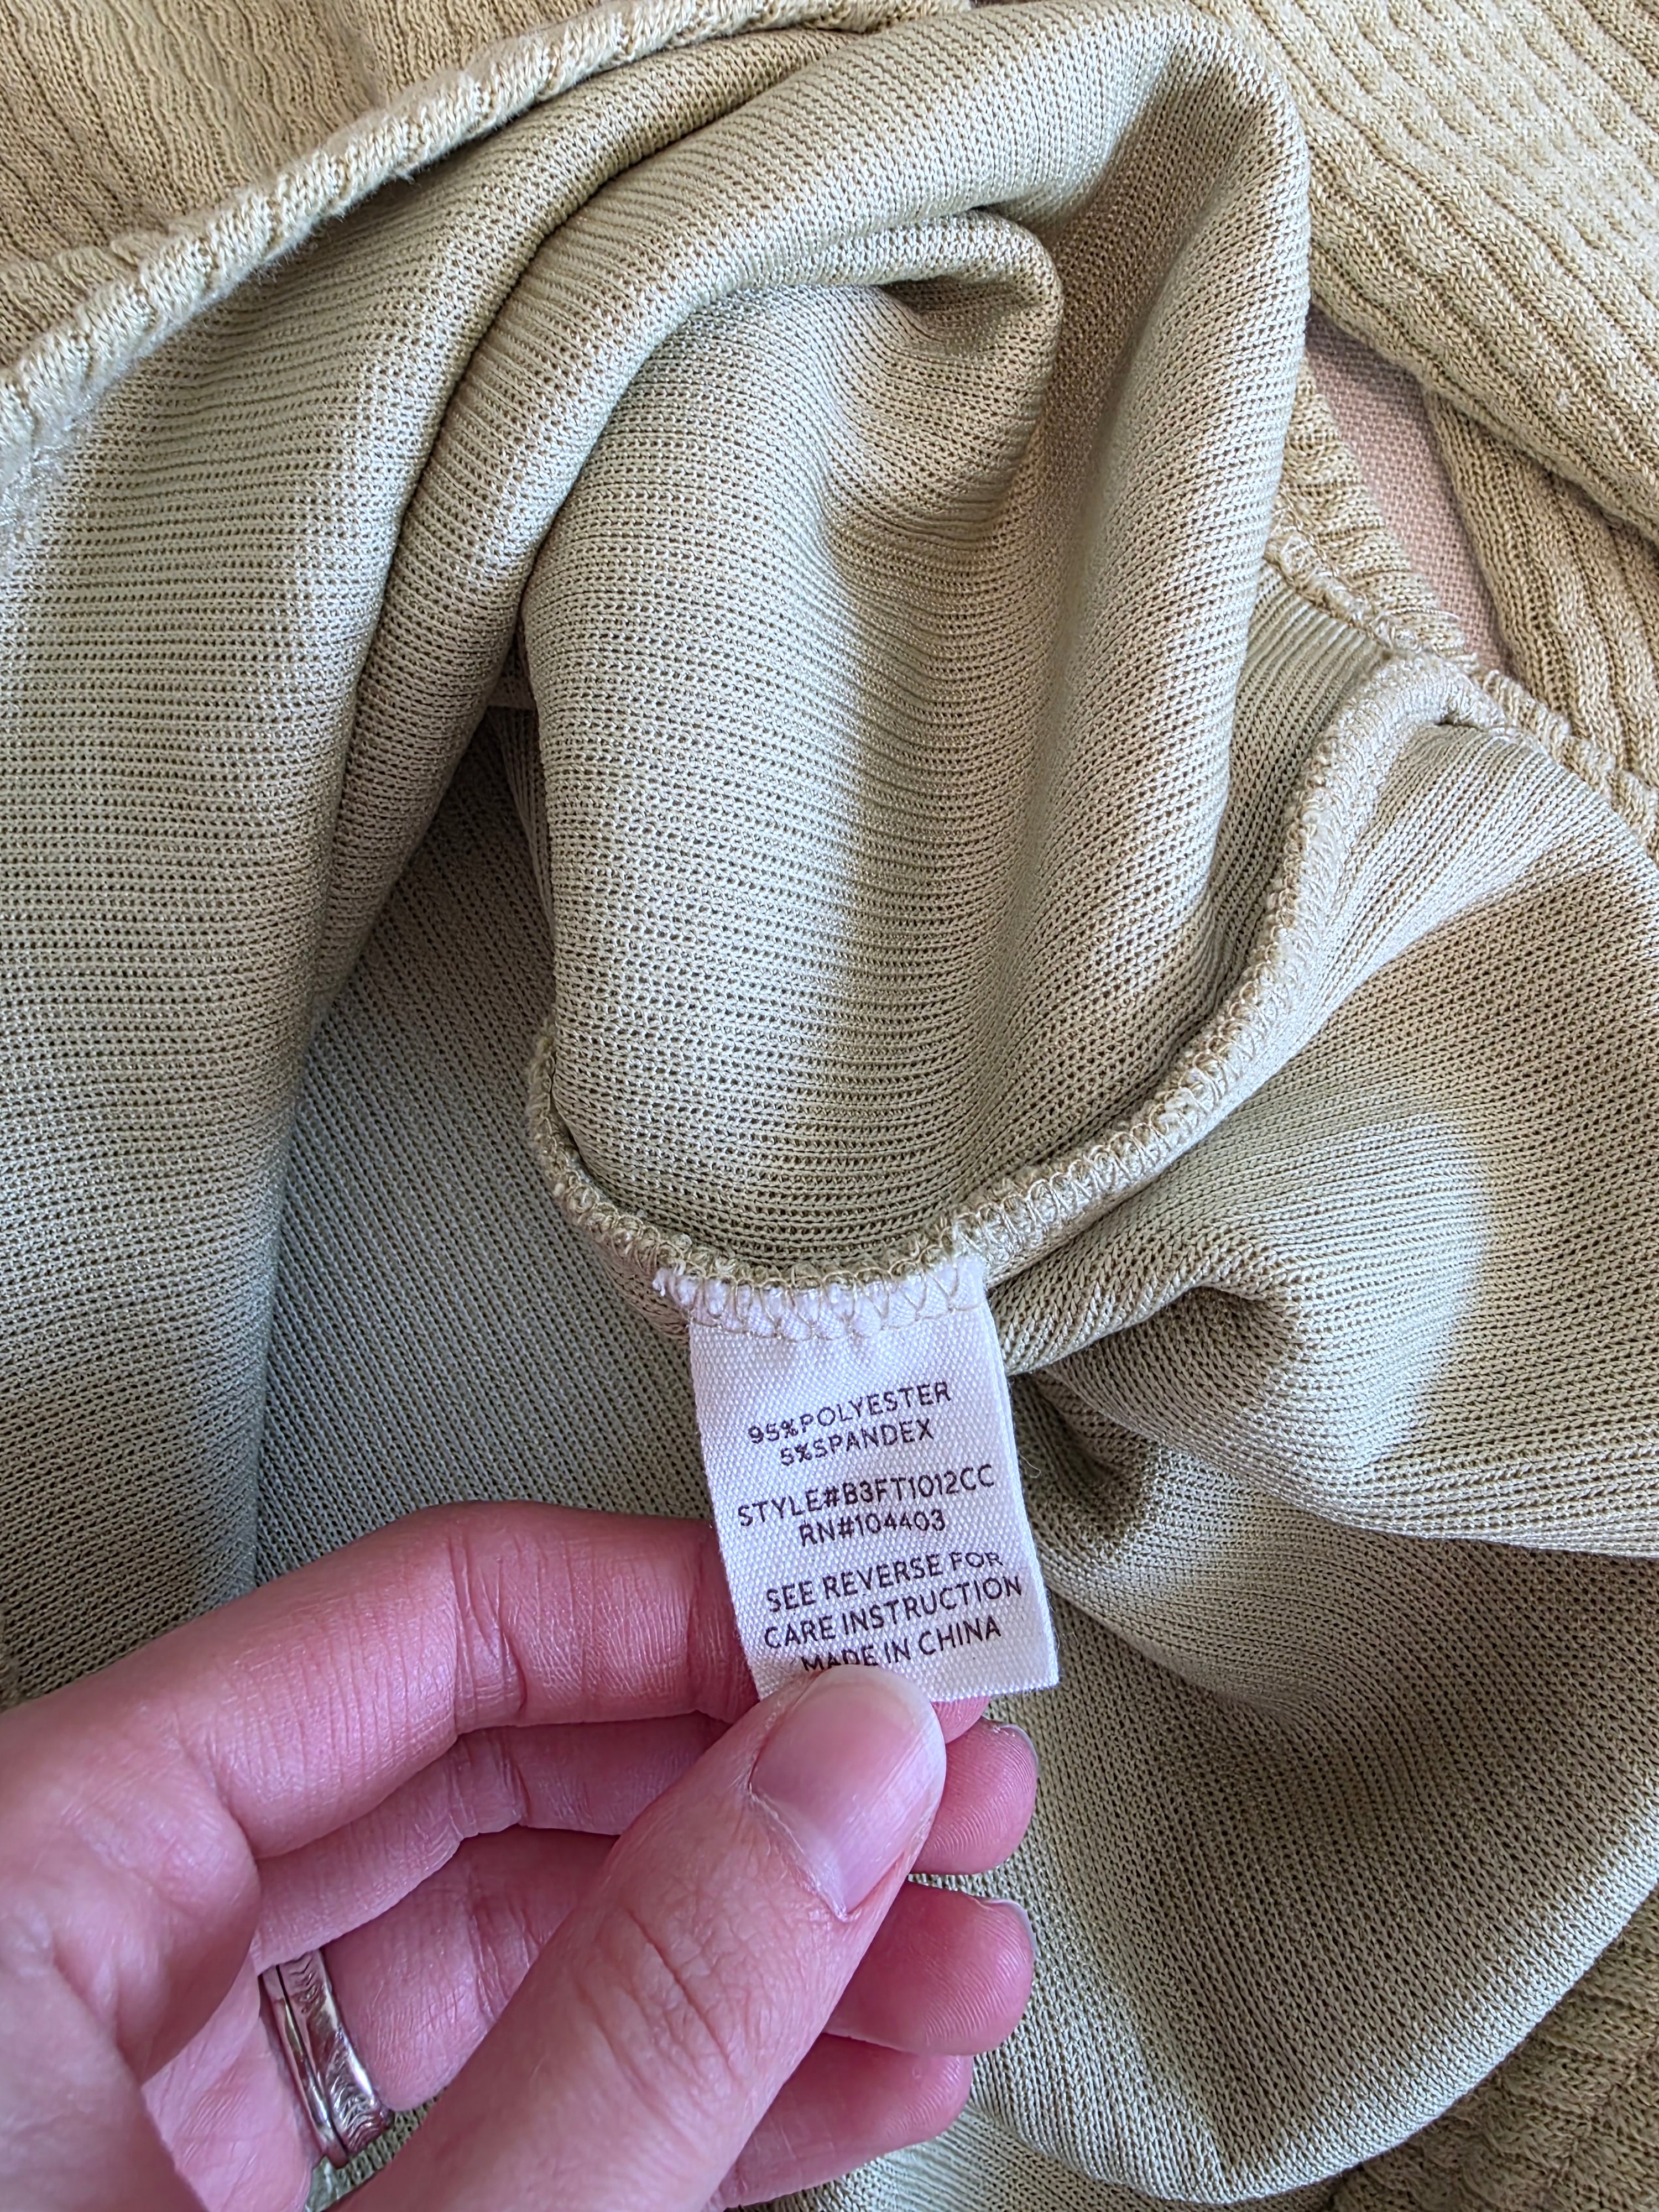 95%POLYESTER
5%SPANDEX
STYLE#B3FT1012CC
RN#104403
SEE REVERSE FOR
CARE INSTRUCTION
MADE IN CHINA